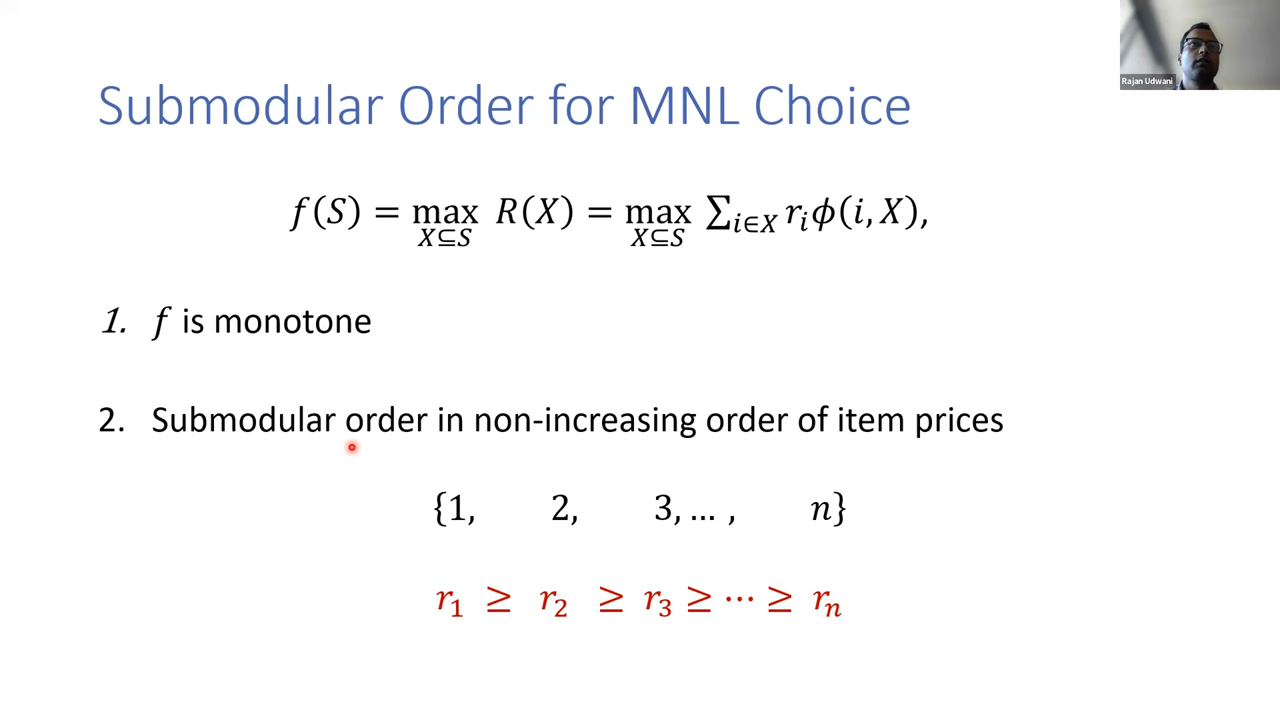 Rajan Udwani
Submodular Order for MNL Choice
f(S) = max R(X) = max ∑_{i∈X} r_i ϕ(i, X),
X⊆S X⊆S
1. f is monotone
2. Submodular order in non-increasing order of item prices
{1, 2, 3, … , n}
r₁ ≥ r₂ ≥ r₃ ≥ ⋯ ≥ rₙ